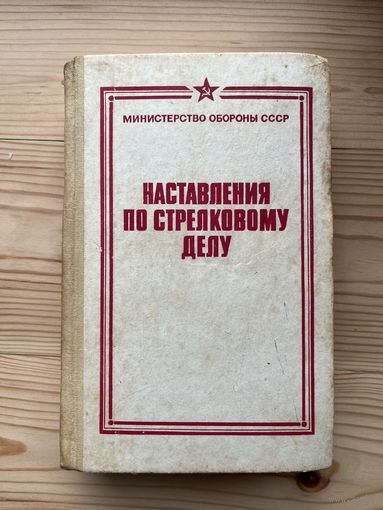 МИНИСТЕРСТВО ОБОРОНЫ СССР
НАСТАВЛЕНИЯ
ПО СТРЕЛКОВОМУ
ДЕЛУ